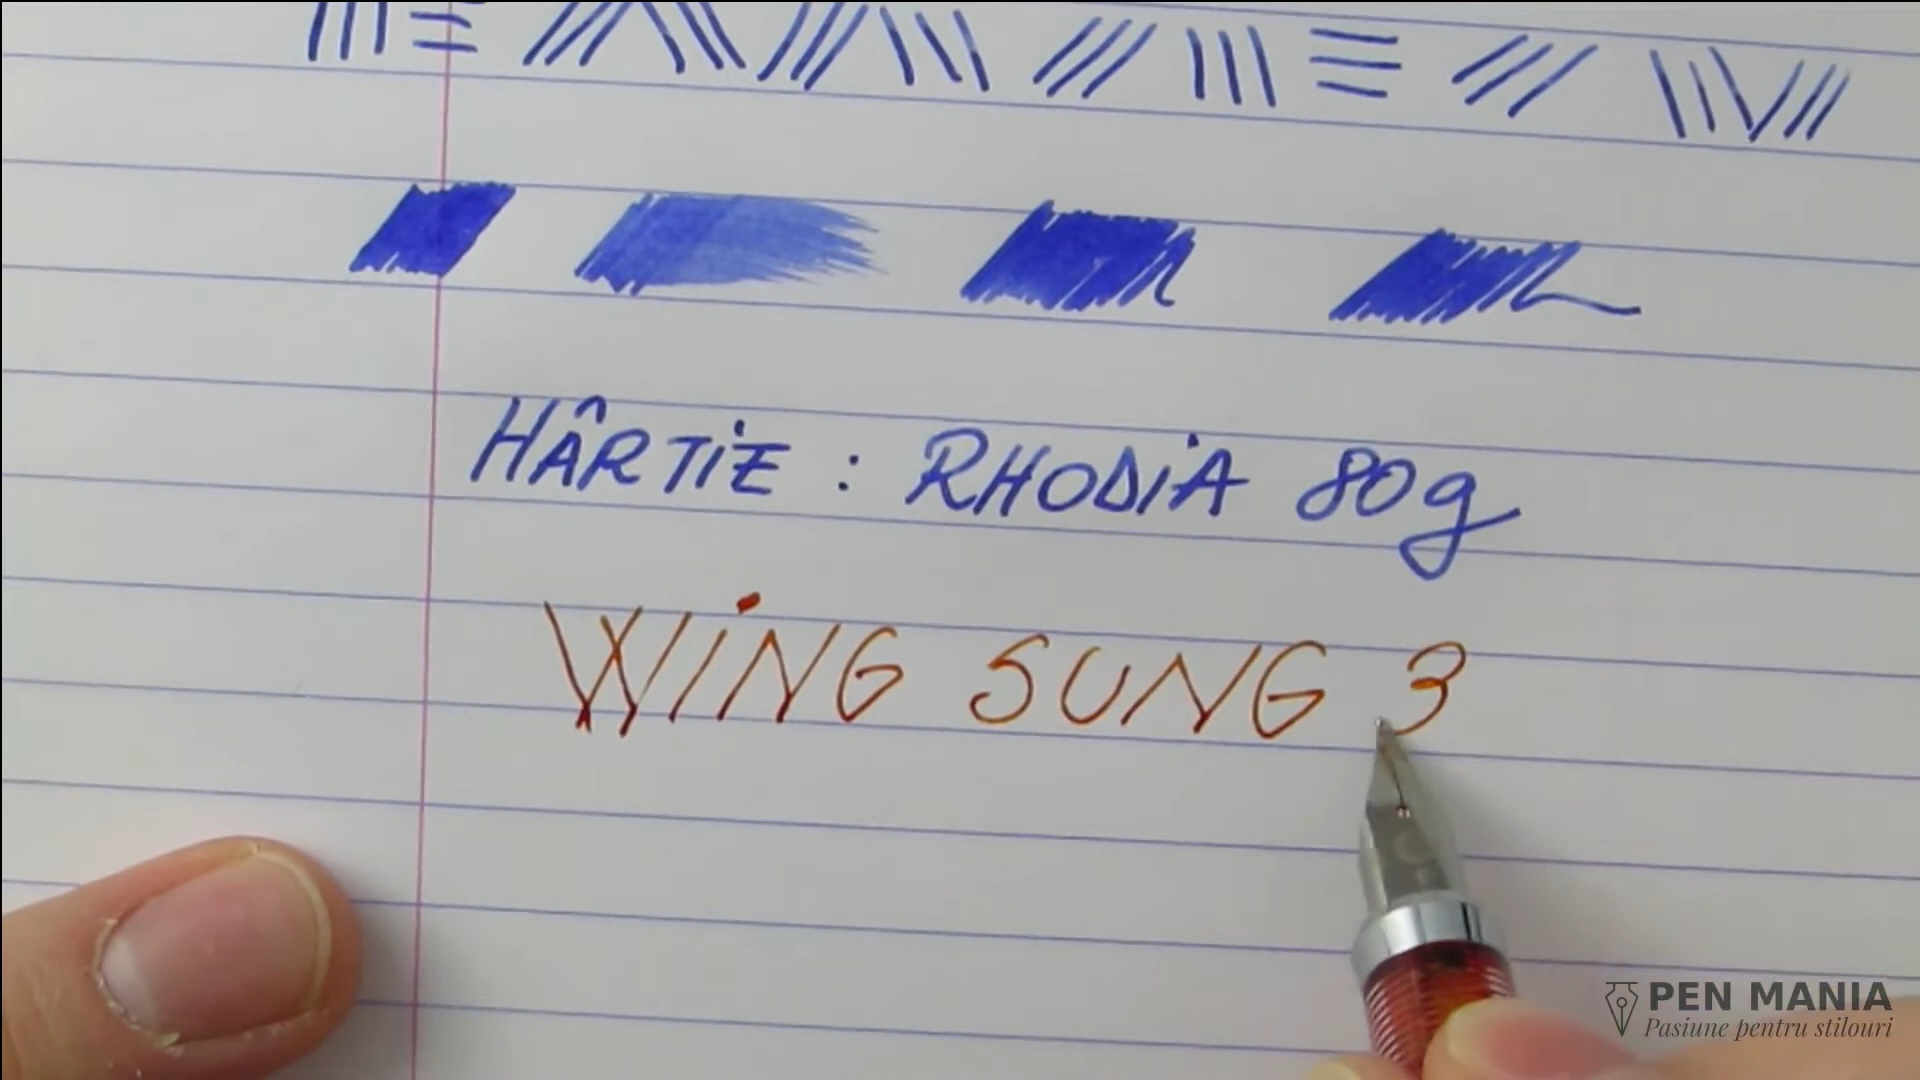 HÂRTiE : RHODiA 80g
WiNG SUNG 3
PEN MANIA
Pasiune pentru stilouri